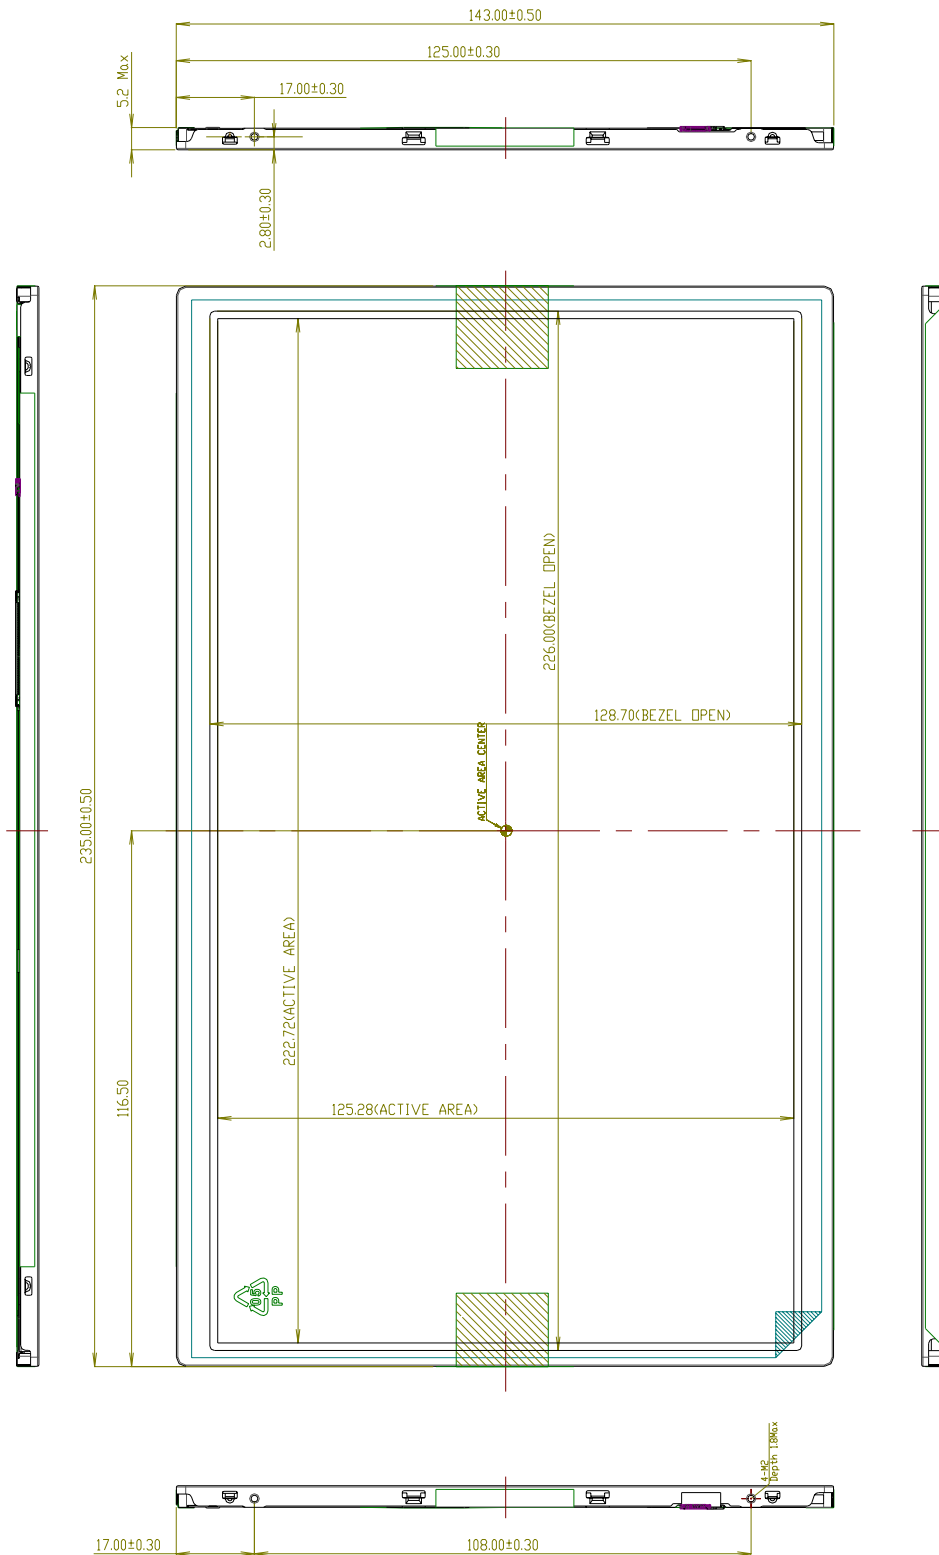 143.00±0.50
125.00±0.30
17.00±0.30
5.2 Max
2.80±0.30
226.00(BEZEL OPEN)
128.70(BEZEL OPEN)
ACTIVE AREA CENTER
235.00±0.50
116.50
222.72(ACTIVE AREA)
125.28(ACTIVE AREA)
05
PP
4-M2
Depth 1.8Max
17.00±0.30
108.00±0.30